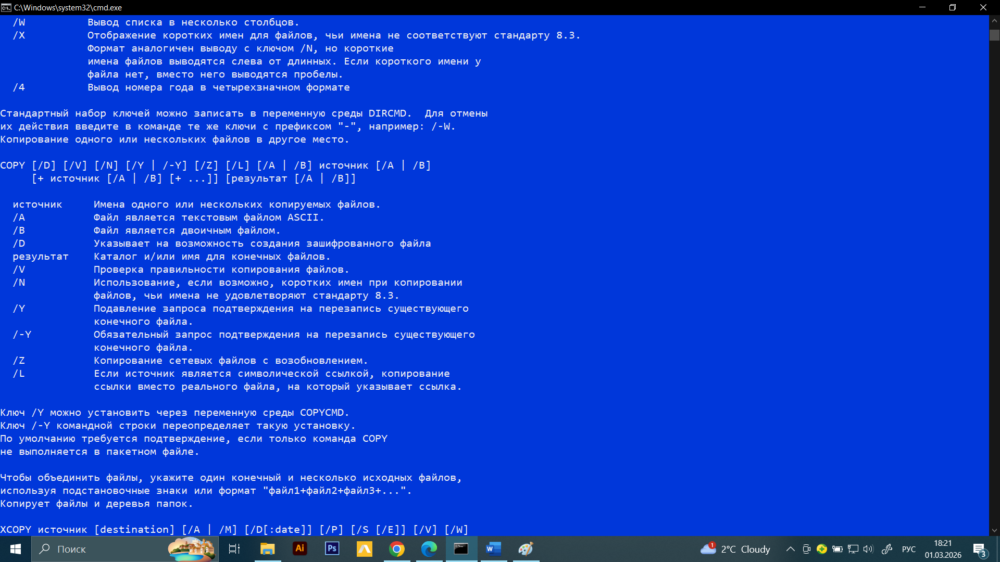 C:\Windows\system32\cmd.exe
/W Вывод списка в несколько столбцов.
/X Отображение коротких имен для файлов, чьи имена не соответствуют стандарту 8.3.
Формат аналогичен выводу с ключом /N, но короткие
имена файлов выводятся слева от длинных. Если короткого имени у
файла нет, вместо него выводятся пробелы.
/4 Вывод номера года в четырехзначном формате
Стандартный набор ключей можно записать в переменную среды DIRCMD.  Для отмены
их действия введите в команде те же ключи с префиксом "-", например: /-W.
Копирование одного или нескольких файлов в другое место.
COPY [/D] [/V] [/N] [/Y | /-Y] [/Z] [/L] [/A | /B] источник [/A | /B]
[+ источник [/A | /B] [+ ...]] [результат [/A | /B]]
источник Имена одного или нескольких копируемых файлов.
/A Файл является текстовым файлом ASCII.
/B Файл является двоичным файлом.
/D Указывает на возможность создания зашифрованного файла
результат Каталог и/или имя для конечных файлов.
/V Проверка правильности копирования файлов.
/N Использование, если возможно, коротких имен при копировании
файлов, чьи имена не удовлетворяют стандарту 8.3.
/Y Подавление запроса подтверждения на перезапись существующего
конечного файла.
/-Y Обязательный запрос подтверждения на перезапись существующего
конечного файла.
/Z Копирование сетевых файлов с возобновлением.
/L Если источник является символической ссылкой, копирование
ссылки вместо реального файла, на который указывает ссылка.
Ключ /Y можно установить через переменную среды COPYCMD.
Ключ /-Y командной строки переопределяет такую установку.
По умолчанию требуется подтверждение, если только команда COPY
не выполняется в пакетном файле.
Чтобы объединить файлы, укажите один конечный и несколько исходных файлов,
используя подстановочные знаки или формат "файл1+файл2+файл3+...".
Копирует файлы и деревья папок.
XCOPY источник [destination] [/A | /M] [/D[:date]] [/P] [/S [/E]] [/V] [/W]
Поиск
Ai
Ps
W
1
2°C Cloudy
РУС
18:21
01.03.2026
3